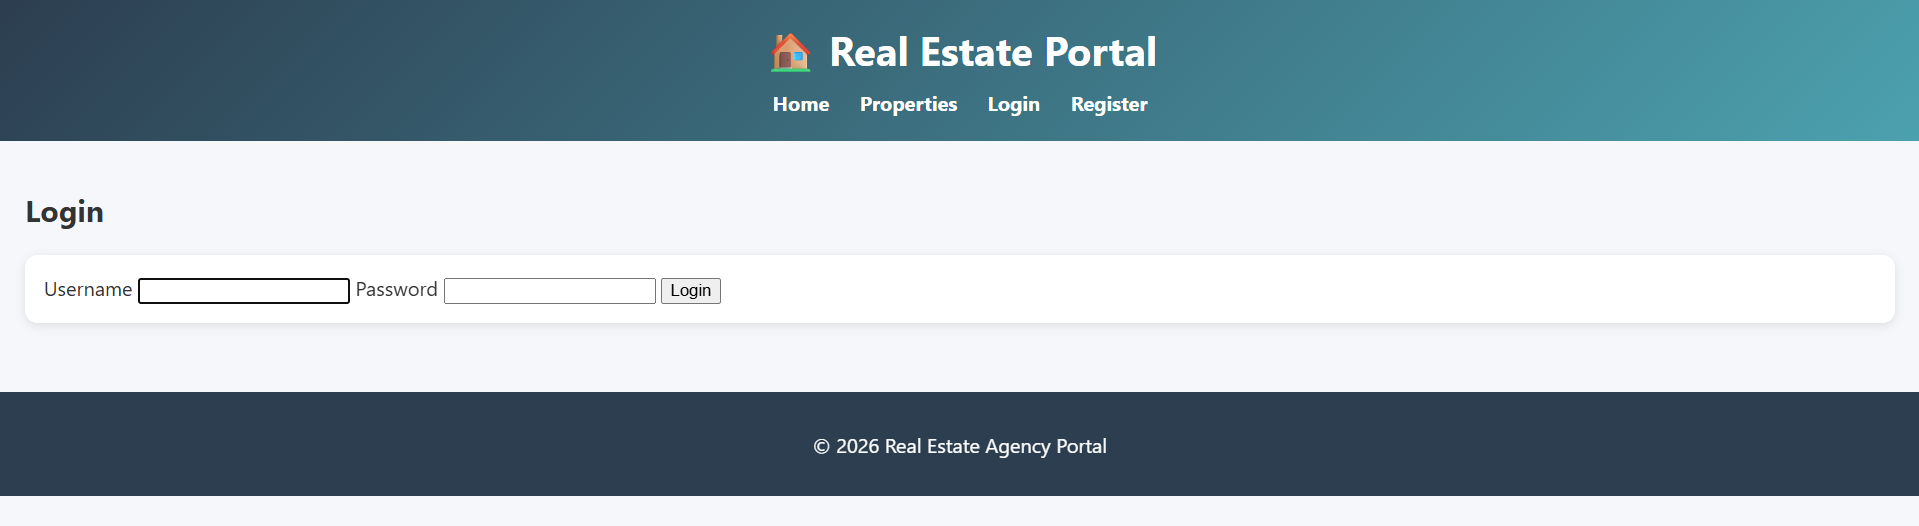 Real Estate Portal
Home Properties Login Register
Login
Username Password Login
© 2026 Real Estate Agency Portal